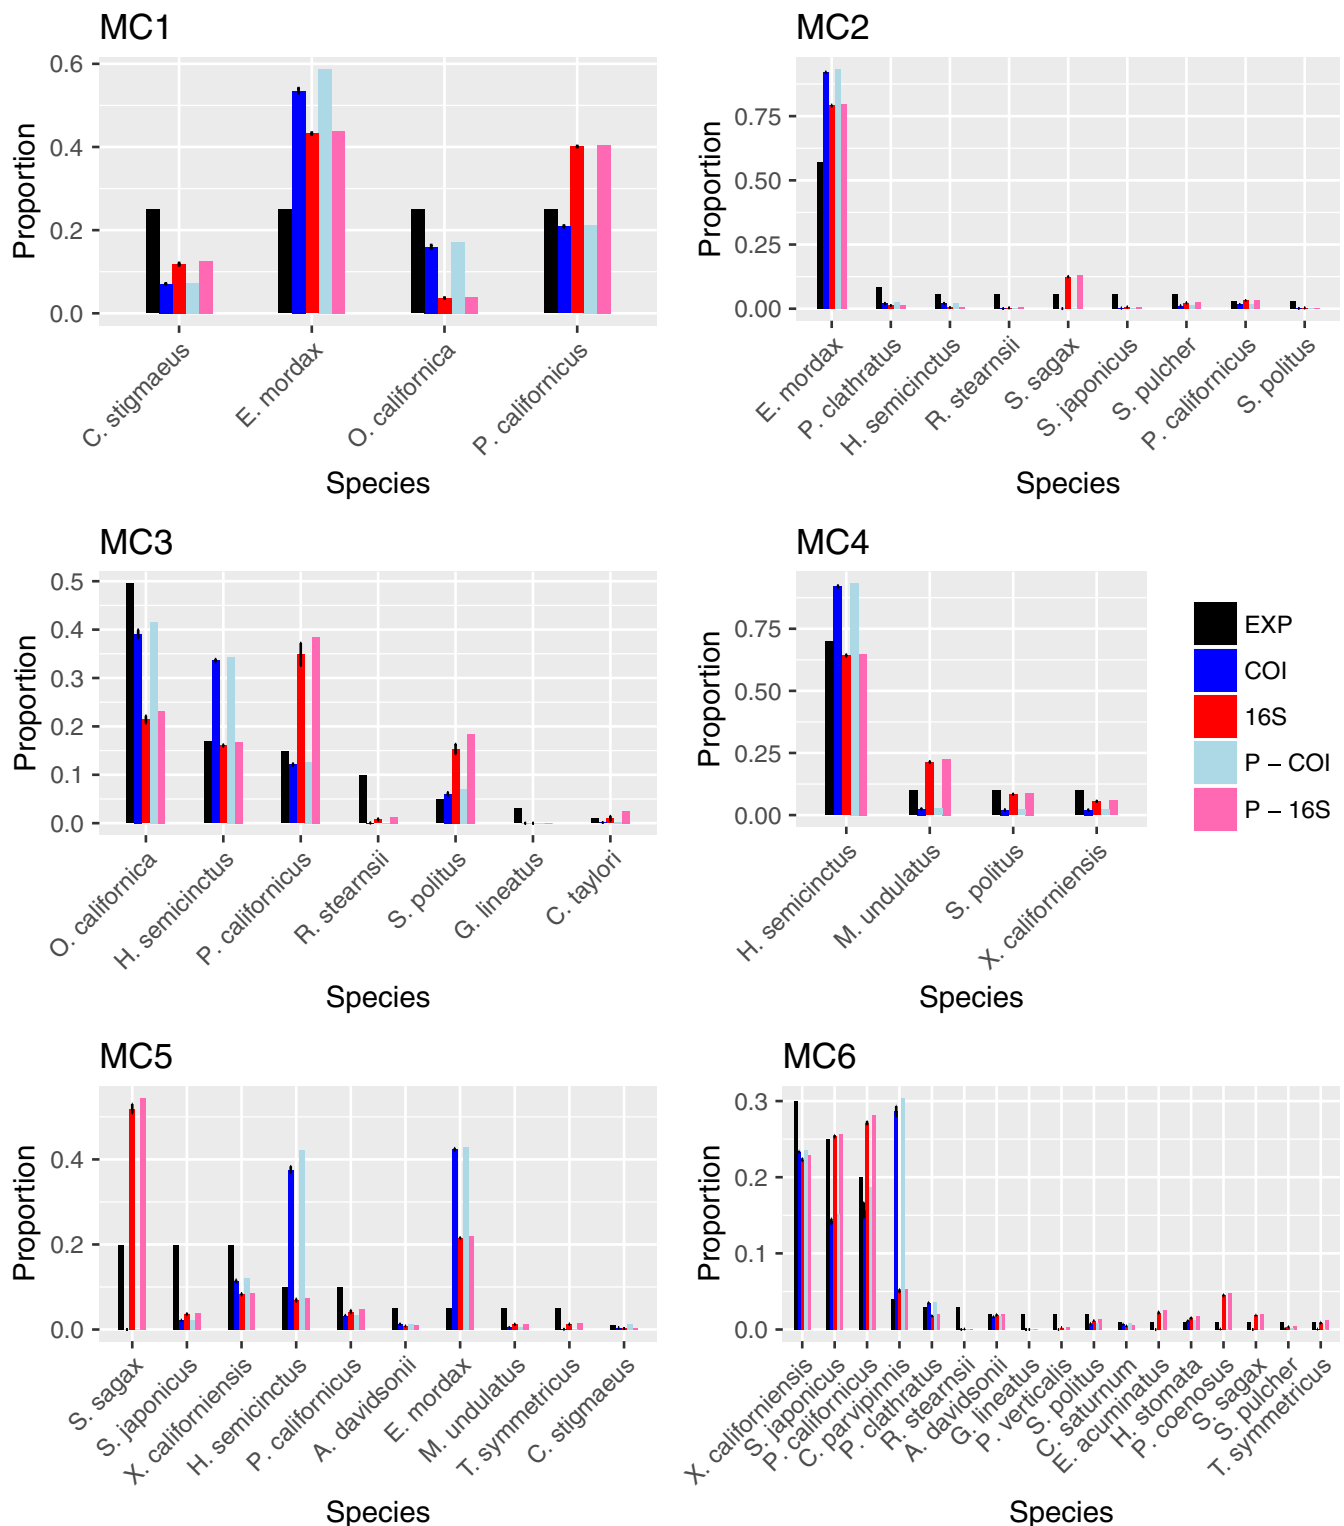 MC1
Proportion
0.6
0.4
0.2
0.0
C. stigmaeus
E. mordax
O. californica
P. californicus
Species
MC2
Proportion
0.75
0.50
0.25
0.00
E. mordax
P. clathratus
H. semicinctus
R. stearnsii
S. sagax
S. japonicus
S. pulcher
P. californicus
S. politus
Species
MC3
Proportion
0.5
0.4
0.3
0.2
0.1
0.0
O. californica
H. semicinctus
P. californicus
R. stearnsii
S. politus
G. lineatus
C. taylori
Species
MC4
Proportion
0.75
0.50
0.25
0.00
H. semicinctus
M. undulatus
S. politus
X. californiensis
Species
EXP
COI
16S
P − COI
P − 16S
MC5
Proportion
0.4
0.2
0.0
S. sagax
S. japonicus
X. californiensis
H. semicinctus
P. californicus
A. davidsonii
E. mordax
M. undulatus
T. symmetricus
C. stigmaeus
Species
MC6
Proportion
0.3
0.2
0.1
0.0
X. californiensis
S. japonicus
P. californicus
C. parvipinnis
P. clathratus
R. stearnsii
A. davidsonii
G. lineatus
P. verticalis
S. politus
C. saturnum
E. acuminatus
H. stomata
P. coenosus
S. sagax
S. pulcher
T. symmetricus
Species